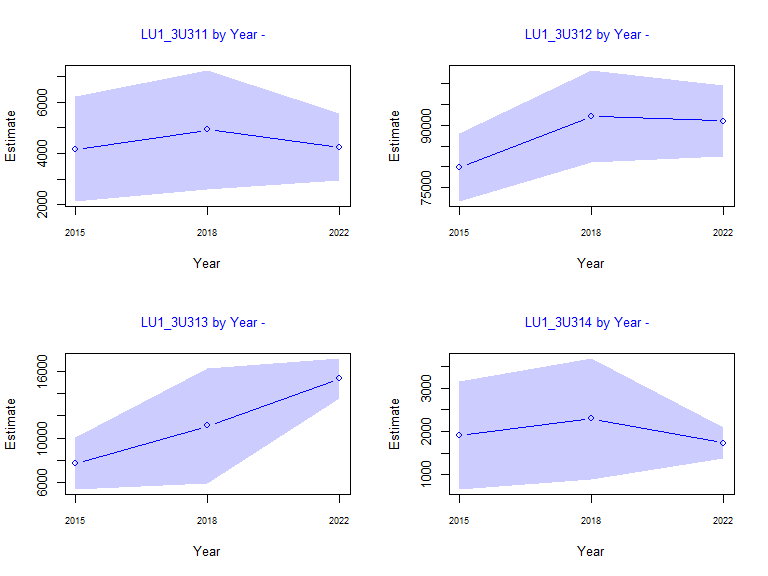 LU1_3U311 by Year -
Estimate
6000
4000
2000
2015
2018
2022
Year
LU1_3U312 by Year -
Estimate
90000
75000
2015
2018
2022
Year
LU1_3U313 by Year -
Estimate
16000
10000
6000
2015
2018
2022
Year
LU1_3U314 by Year -
Estimate
3000
2000
1000
2015
2018
2022
Year